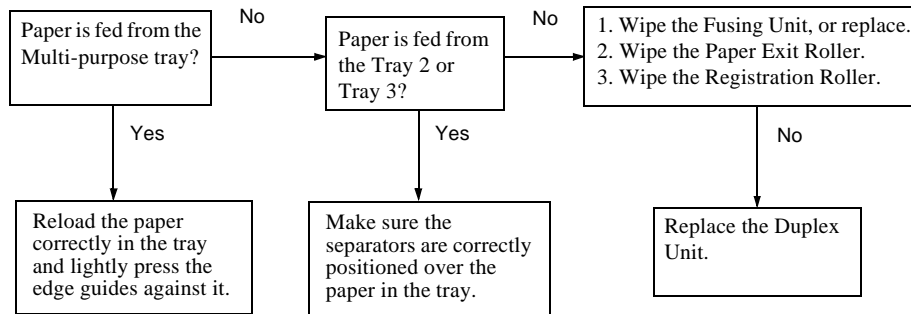 Paper is fed from the
Multi-purpose tray?
No
Paper is fed from
the Tray 2 or
Tray 3?
No
1. Wipe the Fusing Unit, or replace.
2. Wipe the Paper Exit Roller.
3. Wipe the Registration Roller.
Yes
Yes
No
Reload the paper
correctly in the tray
and lightly press the
edge guides against it.
Make sure the
separators are correctly
positioned over the
paper in the tray.
Replace the Duplex
Unit.